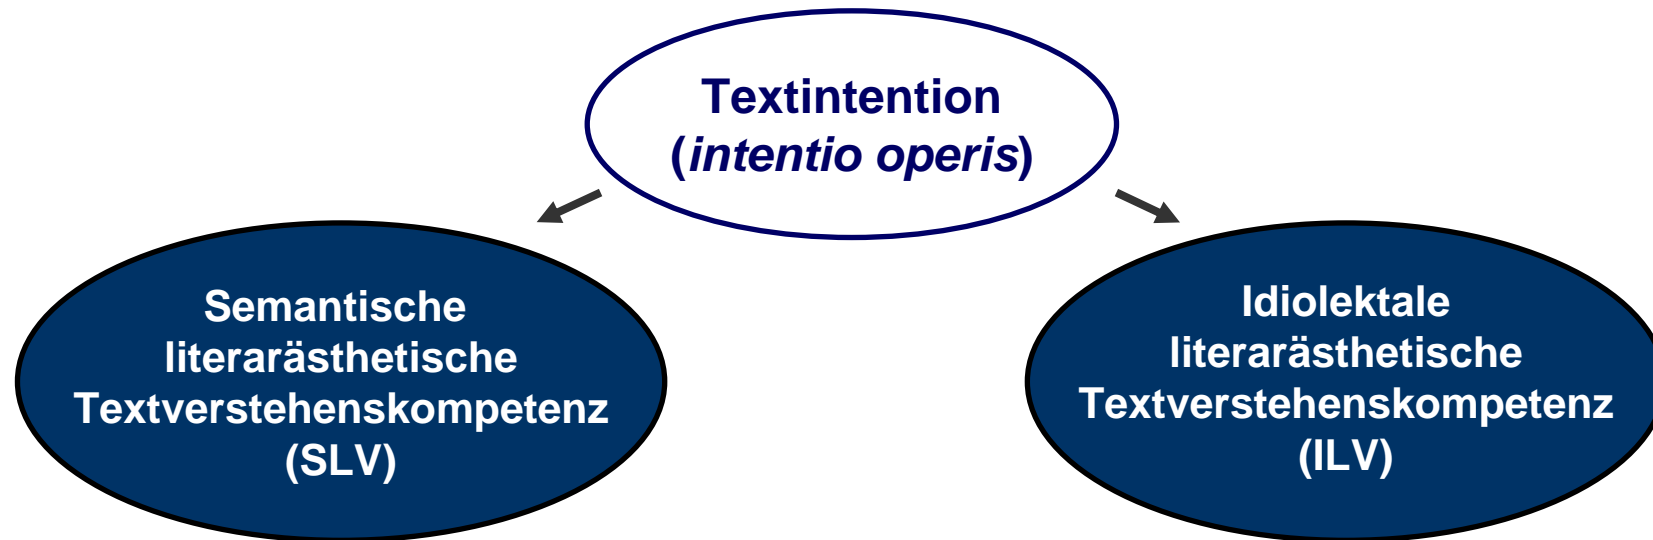 Textintention
(intentio operis)
Semantische
literarästhetische
Textverstehenskompetenz
(SLV)
Idiolektale
literarästhetische
Textverstehenskompetenz
(ILV)